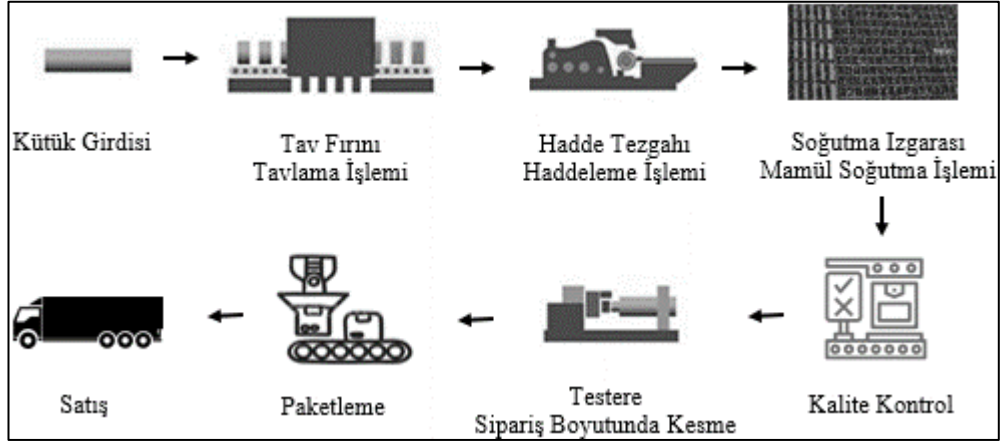 Kütük Girdisi
Tav Fırını
Tavlama İşlemi
Hadde Tezgahı
Haddeleme İşlemi
Soğutma Izgarası
Mamül Soğutma İşlemi
Satış
Paketleme
Testere
Sipariş Boyutunda Kesme
Kalite Kontrol